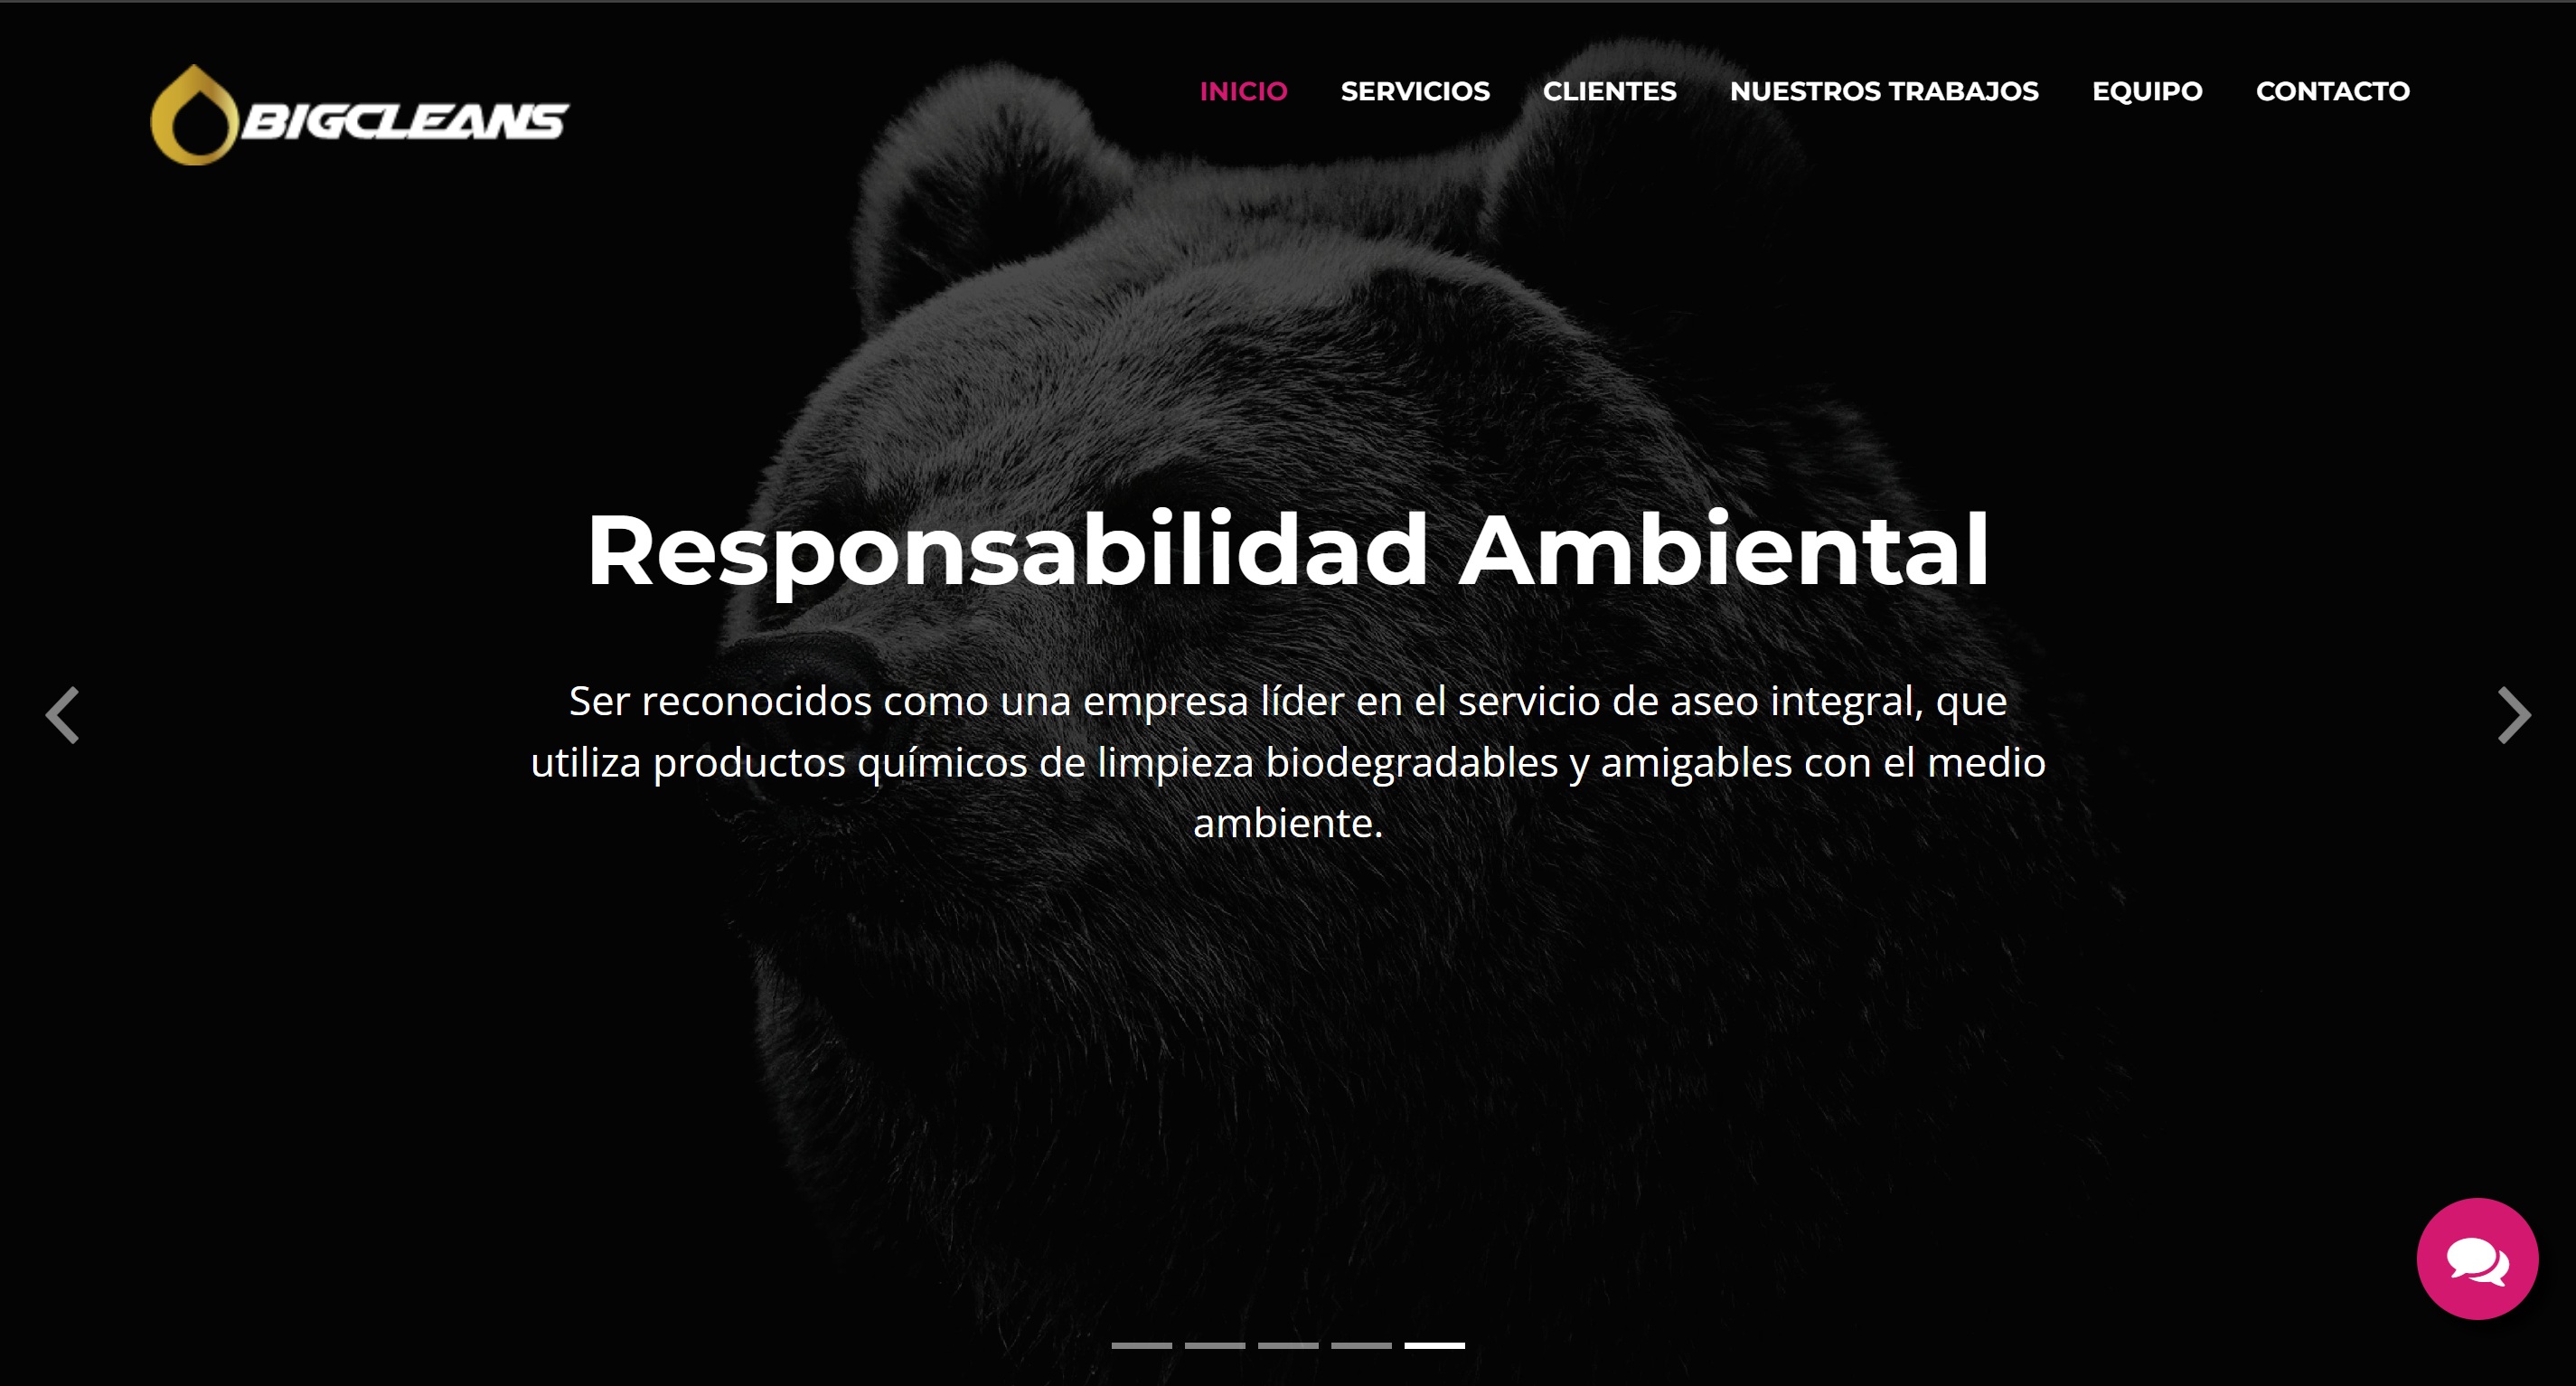 BIGCLEANS
INICIO SERVICIOS CLIENTES NUESTROS TRABAJOS EQUIPO CONTACTO
Responsabilidad Ambiental
Ser reconocidos como una empresa líder en el servicio de aseo integral, que
utiliza productos químicos de limpieza biodegradables y amigables con el medio
ambiente.